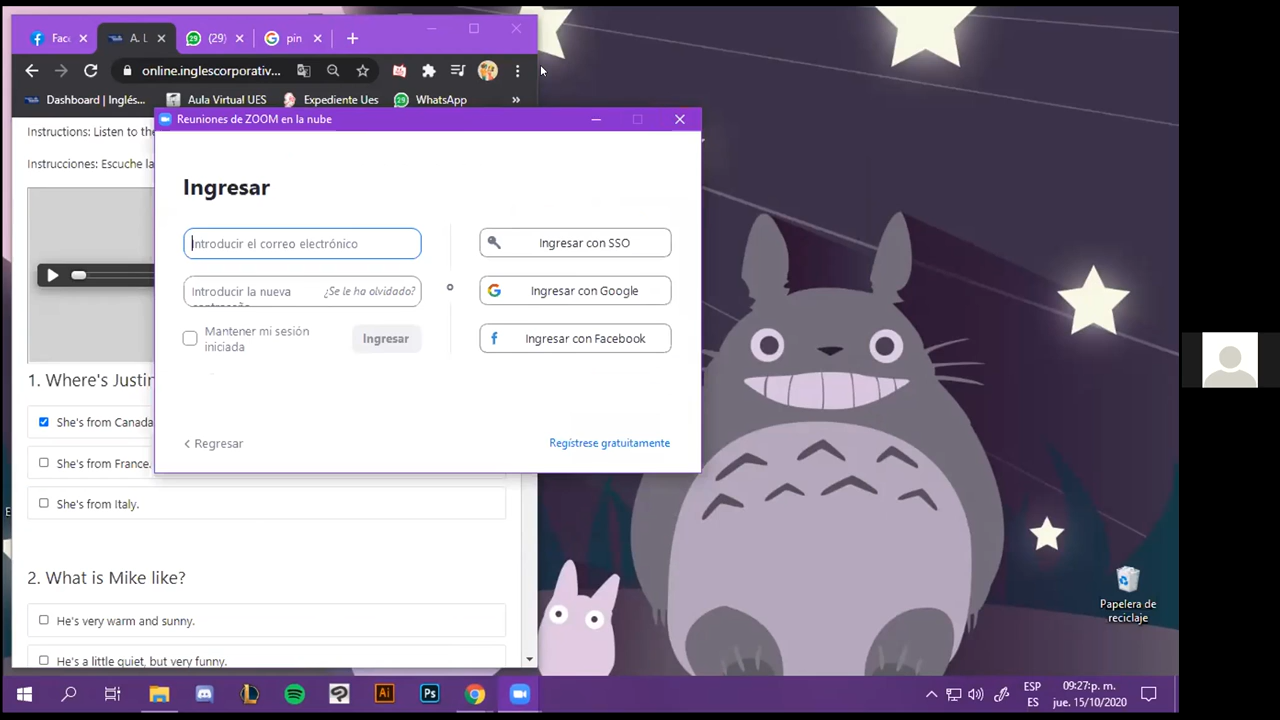 Fac
A. L
(29)
pin
online.inglescorporativ...
Dashboard | Inglés...
Aula Virtual UES
Expediente Ues
29
WhatsApp
»
Instructions: Listen to the
Instrucciones: Escuche la
Reuniones de ZOOM en la nube
Ingresar
Introducir el correo electrónico
Introducir la nueva
¿Se le ha olvidado?
Mantener mi sesión
iniciada
Ingresar
Ingresar con SSO
Ingresar con Google
Ingresar con Facebook
Regresar
Regístrese gratuitamente
1. Where's Justin
She's from Canada
She's from France.
She's from Italy.
2. What is Mike like?
He's very warm and sunny.
He's a little quiet, but very funny.
Papelera de
reciclaje
Ai
Ps
ESP
ES
09:27p. m.
jue. 15/10/2020